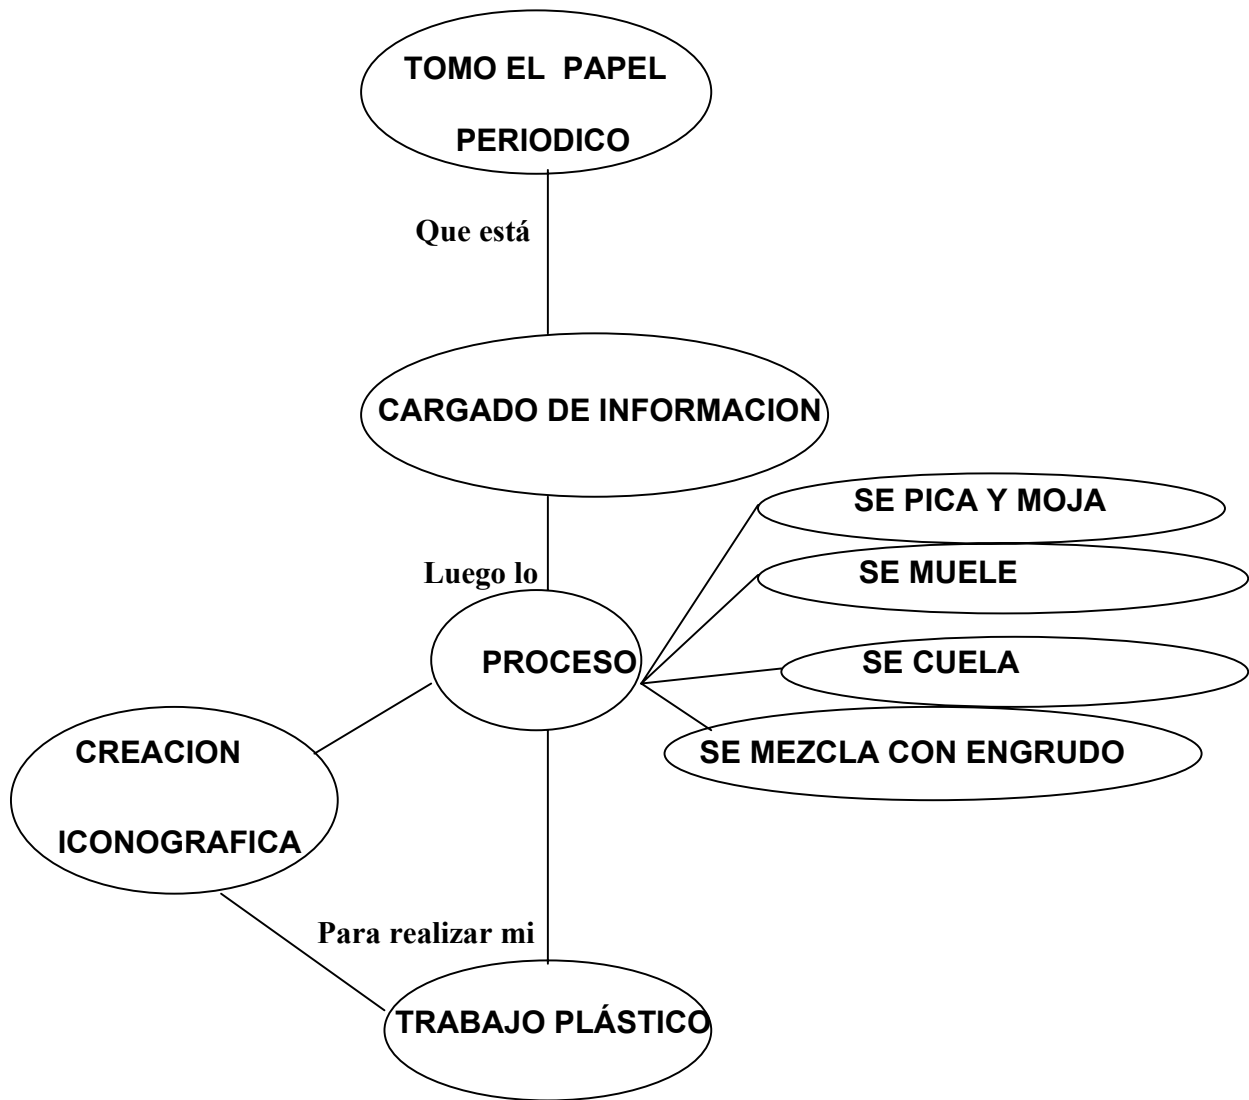 TOMO EL PAPEL
PERIODICO
Que está
CARGADO DE INFORMACION
SE PICA Y MOJA
Luego lo
SE MUELE
PROCESO
SE CUELA
CREACION
SE MEZCLA CON ENGRUDO
ICONOGRAFICA
Para realizar mi
TRABAJO PLÁSTICO